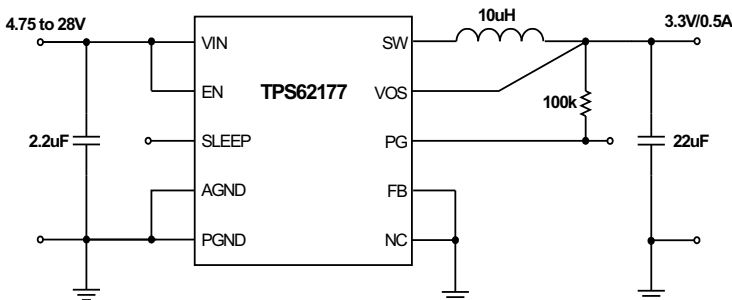 4.75 to 28V
10uH
3.3V/0.5A
VIN
SW
EN
TPS62177
VOS
100k
2.2uF
SLEEP
PG
22uF
AGND
FB
PGND
NC